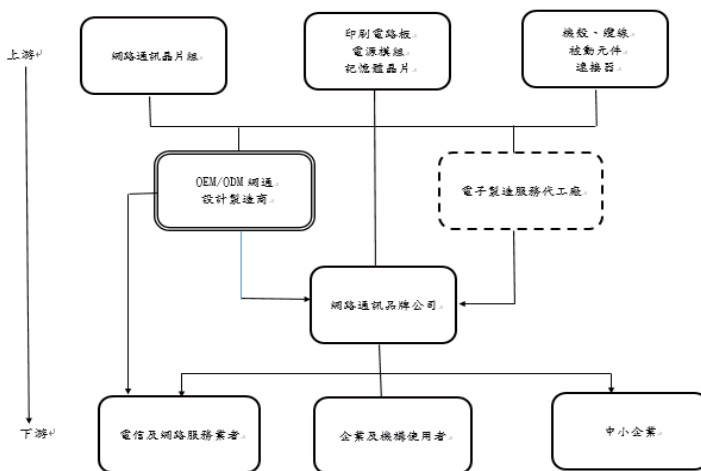 上游
網路通訊晶片組
印刷電路板
電源模組
記憶體晶片
機殼、纜線
被動元件
連接器
OEM/ODM 網通
設計製造商
電子製造服務代工廠
網路通訊品牌公司
下游
電信及網路服務業者
企業及機構使用者
中小企業